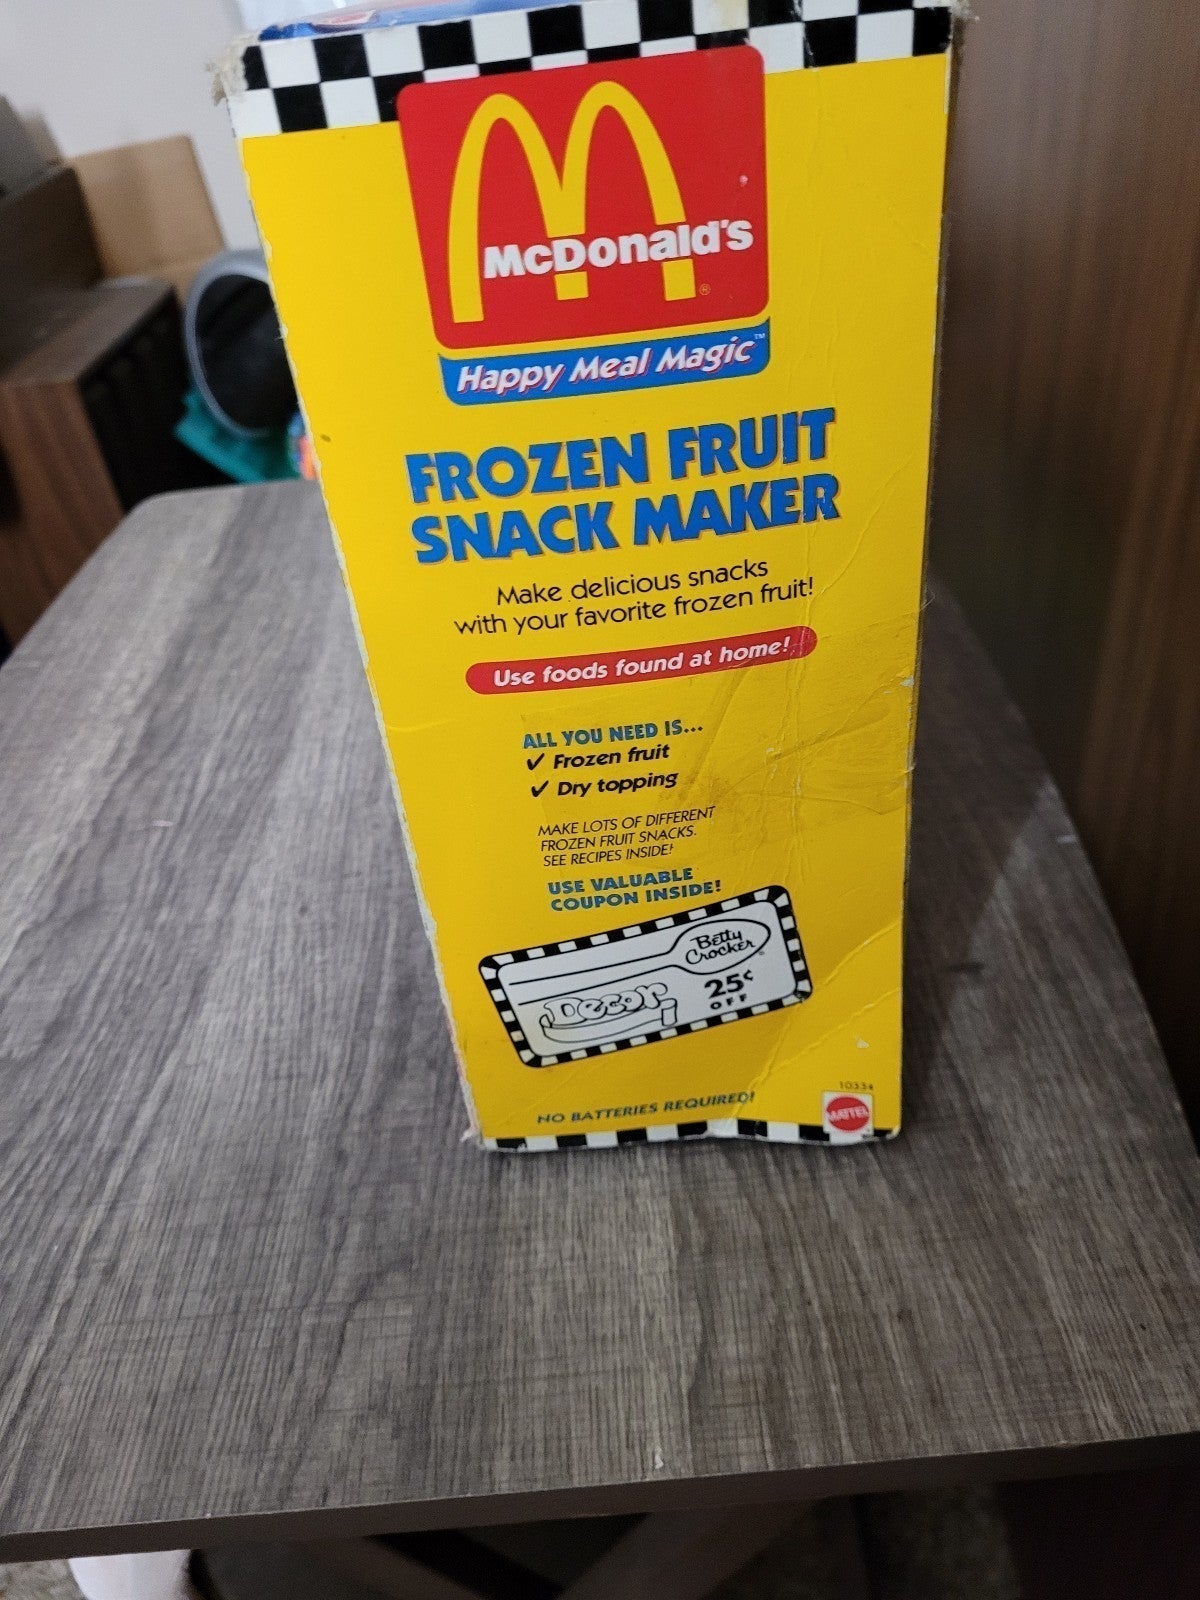 McDonald's
®
Happy Meal Magic™
FROZEN FRUIT
SNACK MAKER
Make delicious snacks
with your favorite frozen fruit!
Use foods found at home!
ALL YOU NEED IS...
✓ Frozen fruit
✓ Dry topping
MAKE LOTS OF DIFFERENT
FROZEN FRUIT SNACKS.
SEE RECIPES INSIDE!
USE VALUABLE
COUPON INSIDE!
Betty
Crocker®
Decor
25¢
OFF
NO BATTERIES REQUIRED!
10334
MATTEL